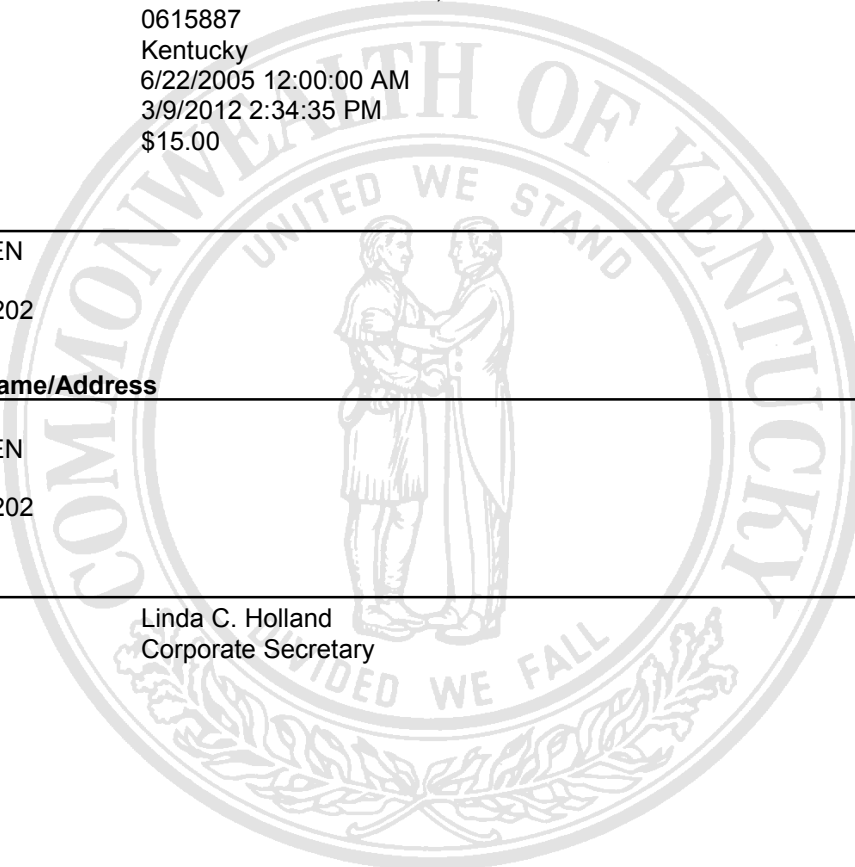 0615887
Kentucky
6/22/2005 12:00:00 AM
3/9/2012 2:34:35 PM
$15.00
COMMONWEALTH OF KENTUCKY
UNITED WE STAND
EN
202
ame/Address
EN
202
Linda C. Holland
Corporate Secretary
DIVIDED WE FALL